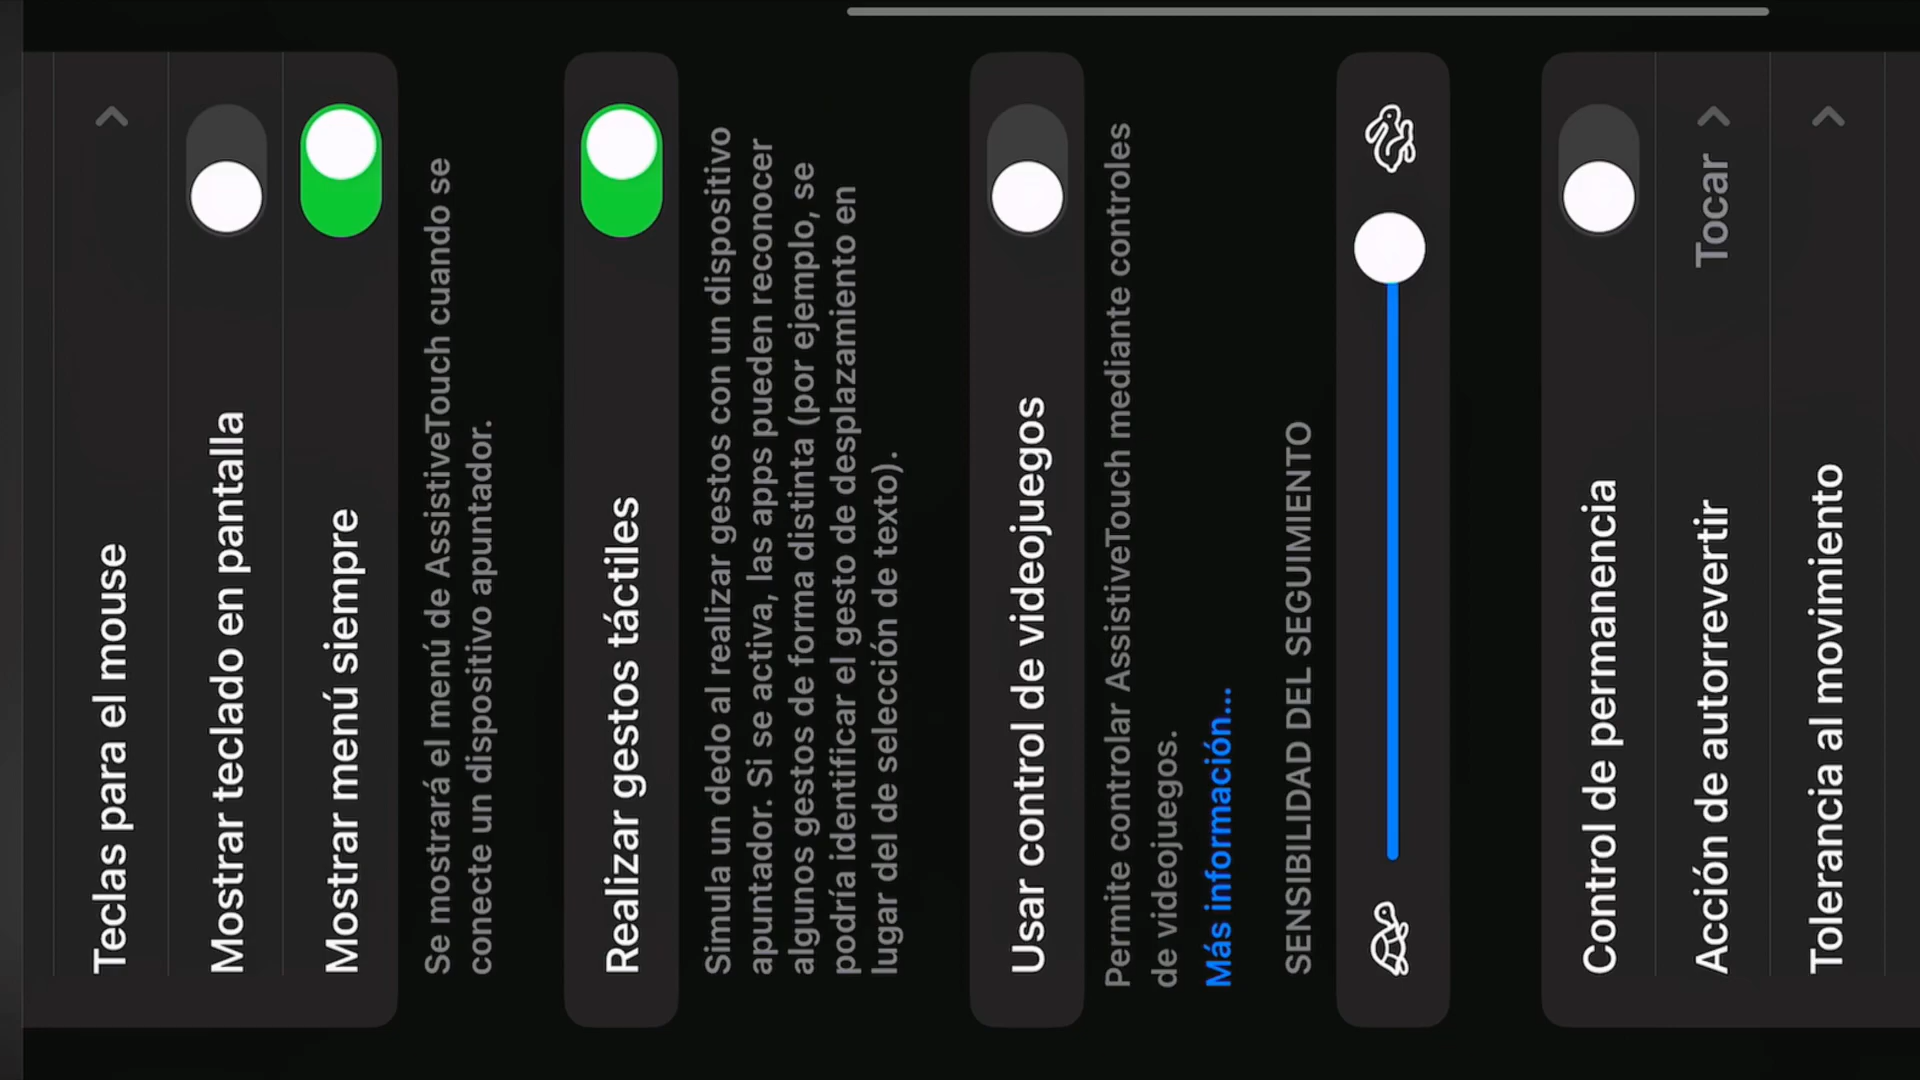 Teclas para el mouse
Mostrar teclado en pantalla
Mostrar menú siempre
Se mostrará el menú de AssistiveTouch cuando se
conecte un dispositivo apuntador.
Realizar gestos táctiles
Simula un dedo al realizar gestos con un dispositivo
apuntador. Si se activa, las apps pueden reconocer
algunos gestos de forma distinta (por ejemplo, se
podría identificar el gesto de desplazamiento en
lugar del de selección de texto).
Usar control de videojuegos
Permite controlar AssistiveTouch mediante controles
de videojuegos.
Más información...
SENSIBILIDAD DEL SEGUIMIENTO
Control de permanencia
Acción de autorrevertir Tocar
Tolerancia al movimiento